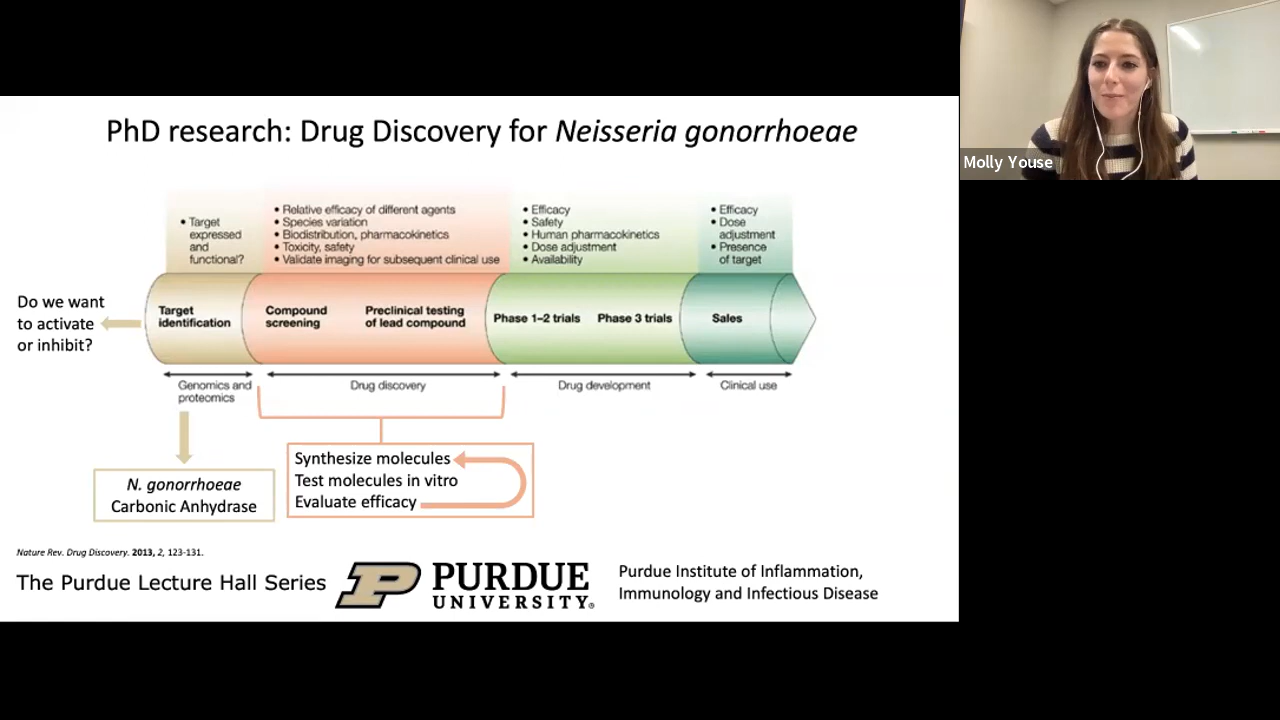 PhD research: Drug Discovery for Neisseria gonorrhoeae
Molly Youse
• Target
expressed
and
functional?
• Relative efficacy of different agents
• Species variation
• Biodistribution, pharmacokinetics
• Toxicity, safety
• Validate imaging for subsequent clinical use
• Efficacy
• Safety
• Human pharmacokinetics
• Dose adjustment
• Availability
• Efficacy
• Dose
adjustment
• Presence
of target
Do we want
to activate
or inhibit?
Target
identification
Compound
screening
Preclinical testing
of lead compound
Phase 1–2 trials
Phase 3 trials
Sales
Genomics and
proteomics
Drug discovery
Drug development
Clinical use
N. gonorrhoeae
Carbonic Anhydrase
Synthesize molecules
Test molecules in vitro
Evaluate efficacy
Nature Rev. Drug Discovery. 2013, 2, 123-131.
The Purdue Lecture Hall Series
P
PURDUE
UNIVERSITY®
Purdue Institute of Inflammation,
Immunology and Infectious Disease